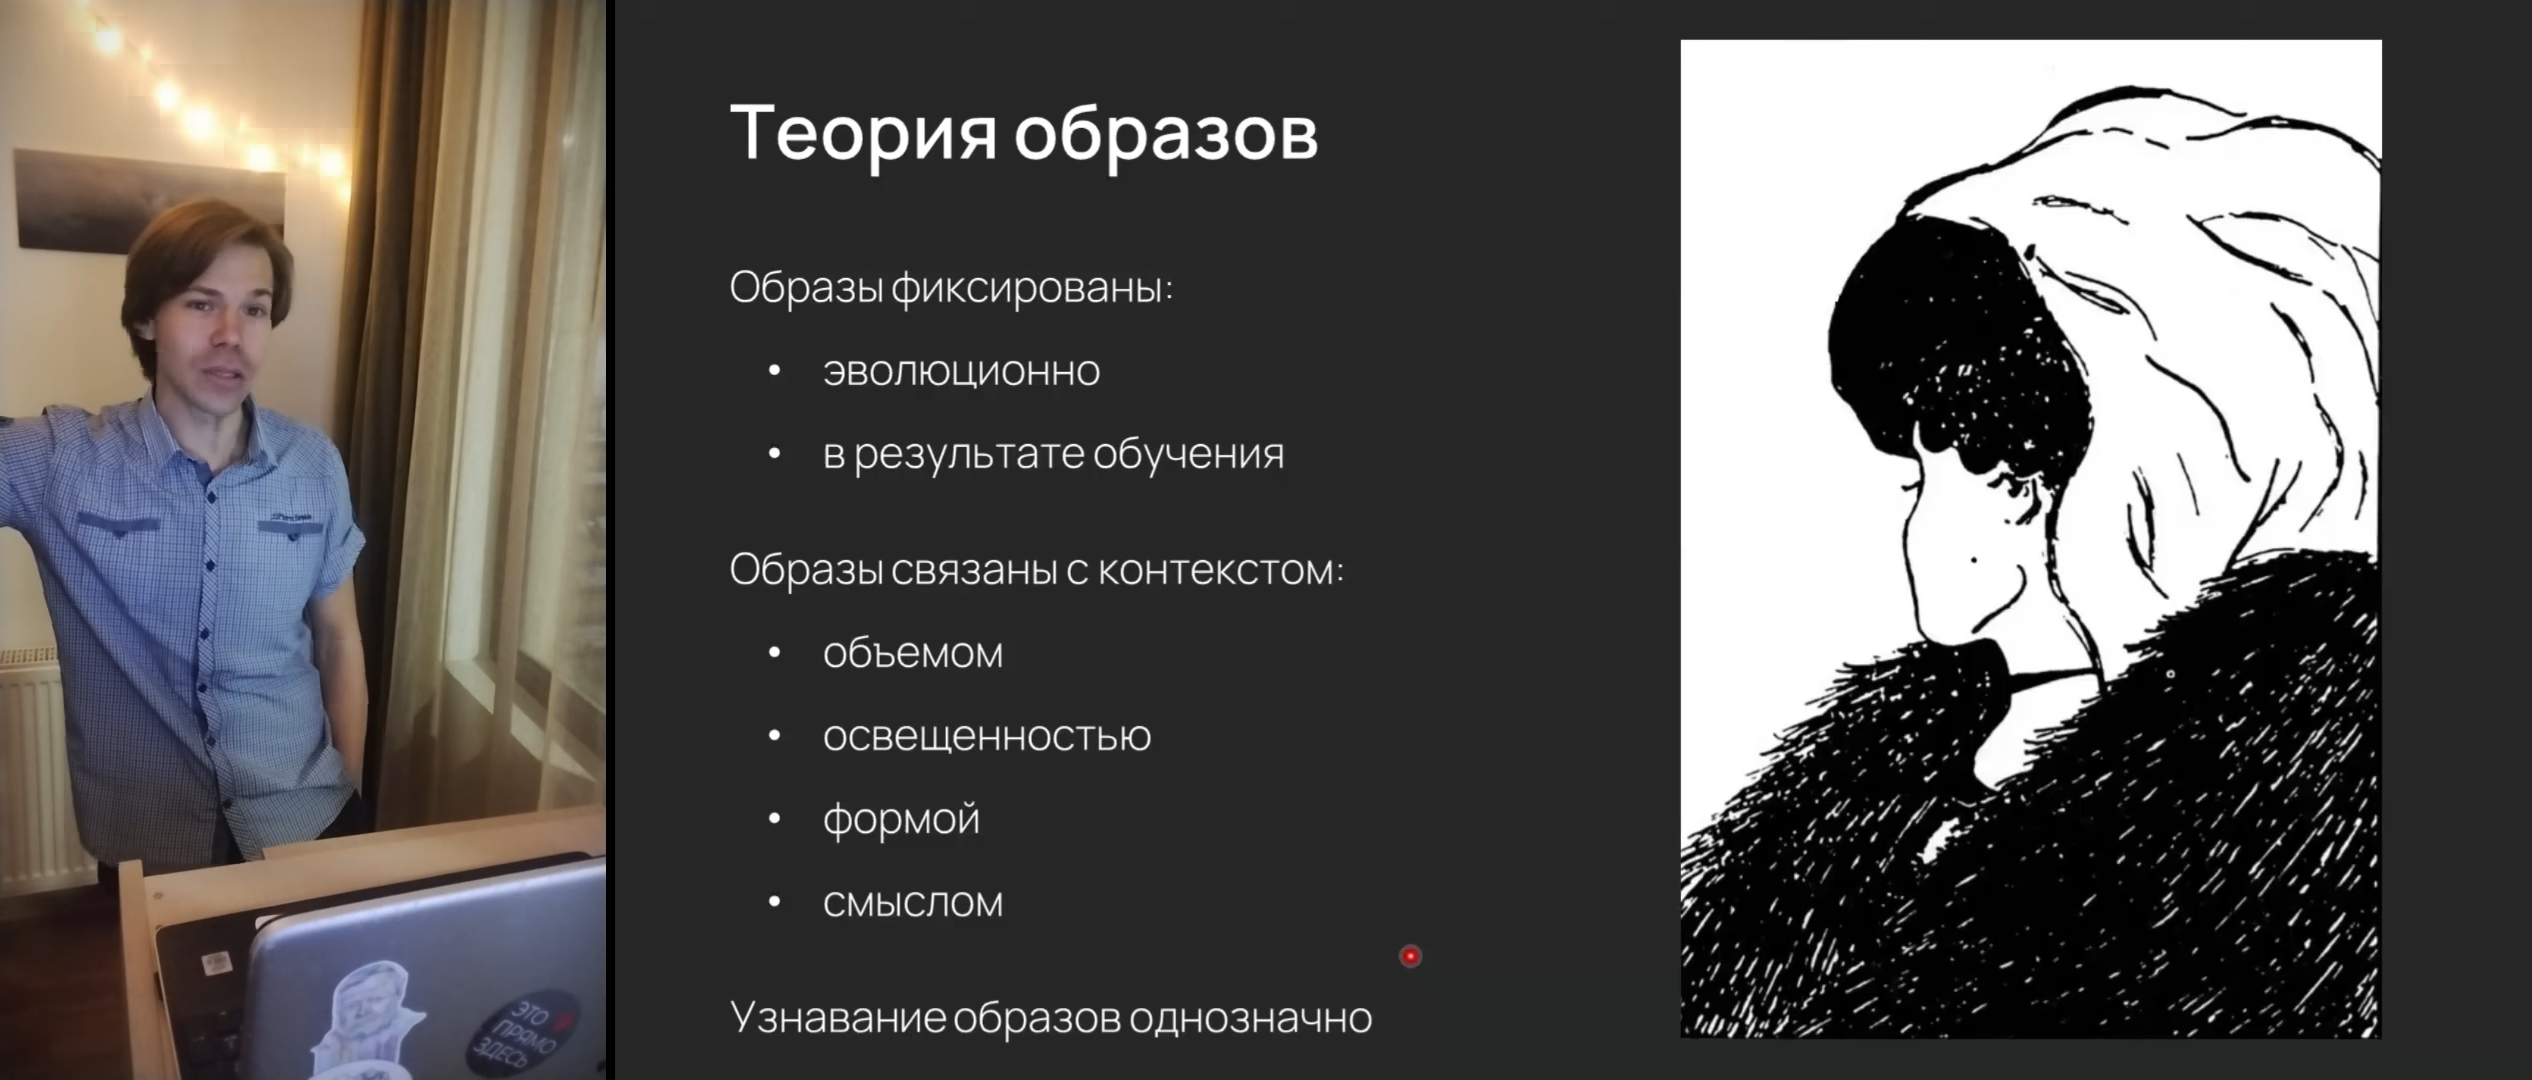 Теория образов
Образы фиксированы:
• эволюционно
• в результате обучения
Образы связаны с контекстом:
• объемом
• освещенностью
• формой
• смыслом
Узнавание образов однозначно
ЭТО
ПРЯМО
ЗДЕСЬ